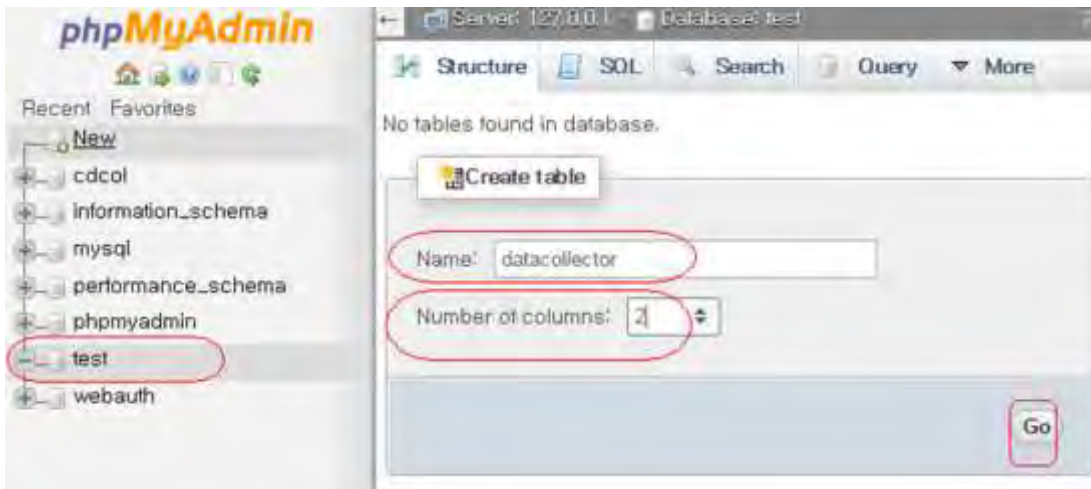 phpMyAdmin
Recent Favorites
New
cdcol
information_schema
mysql
performance_schema
phpmyadmin
test
webauth
Server: 127.0.0.1 Database: test
Structure SQL Search Query More
No tables found in database.
Create table
Name: datacollector
Number of columns: 2
Go